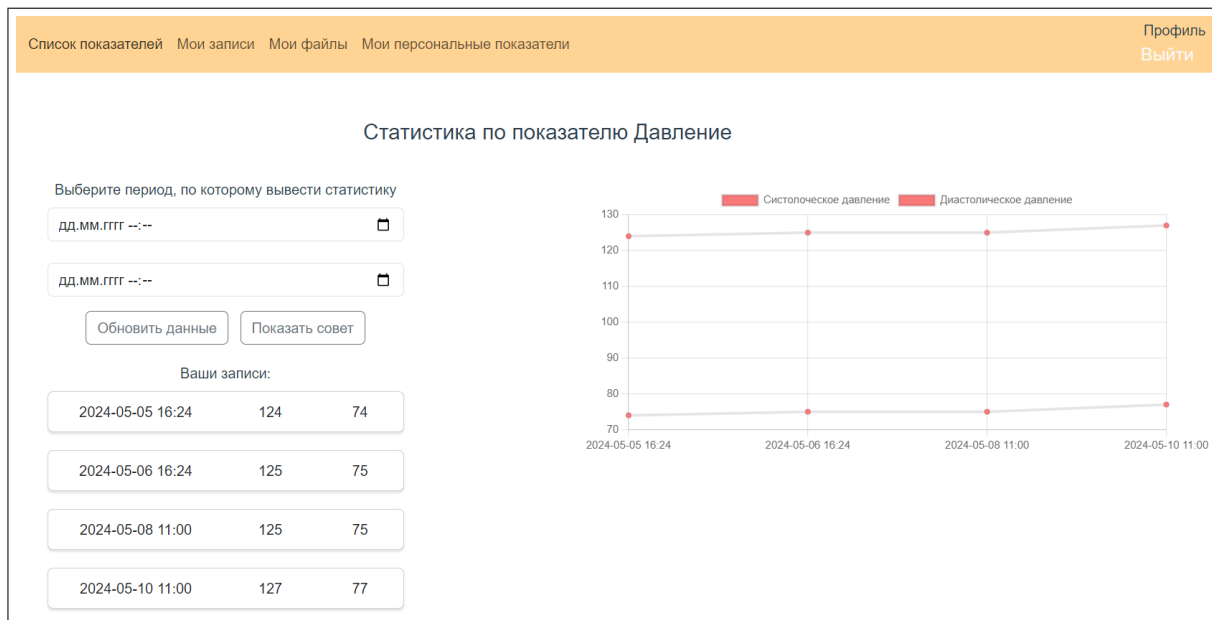 Список показателей Мои записи Мои файлы Мои персональные показатели
Профиль
Выйти
Статистика по показателю Давление
Выберите период, по которому вывести статистику
дд.мм.гггг --:--
дд.мм.гггг --:--
Обновить данные Показать совет
Ваши записи:
2024-05-05 16:24 124 74
2024-05-06 16:24 125 75
2024-05-08 11:00 125 75
2024-05-10 11:00 127 77
Систолоческое давление Диастолическое давление
130
120
110
100
90
80
70
2024-05-05 16:24 2024-05-06 16:24 2024-05-08 11:00 2024-05-10 11:00